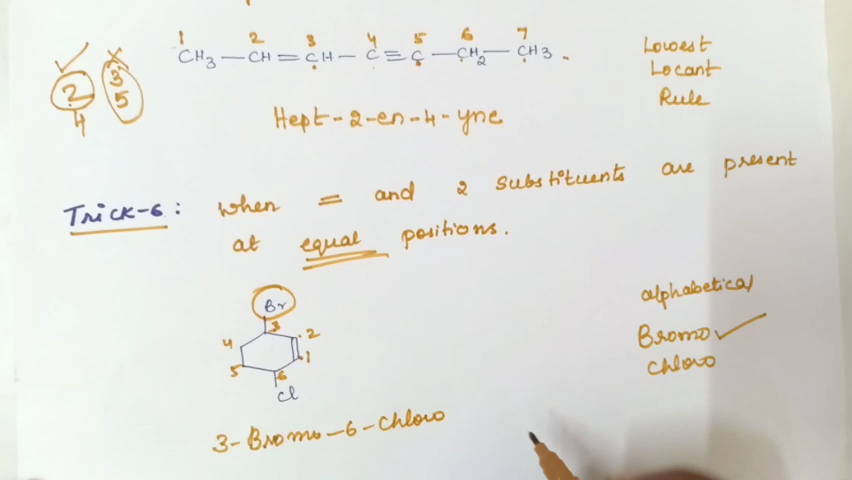 1 2 3 4 5 6 7
CH3 — CH = CH — C ≡ C — CH2 — CH3 .
Lowest
Locant
Rule
2 3
4 5
Hept-2-en-4-yne
Trick-6: when = and 2 substituents are present
at equal positions.
Br
3
2
4
1
5
6
Cl
alphabetical
Bromo
Chloro
3-Bromo-6-Chloro